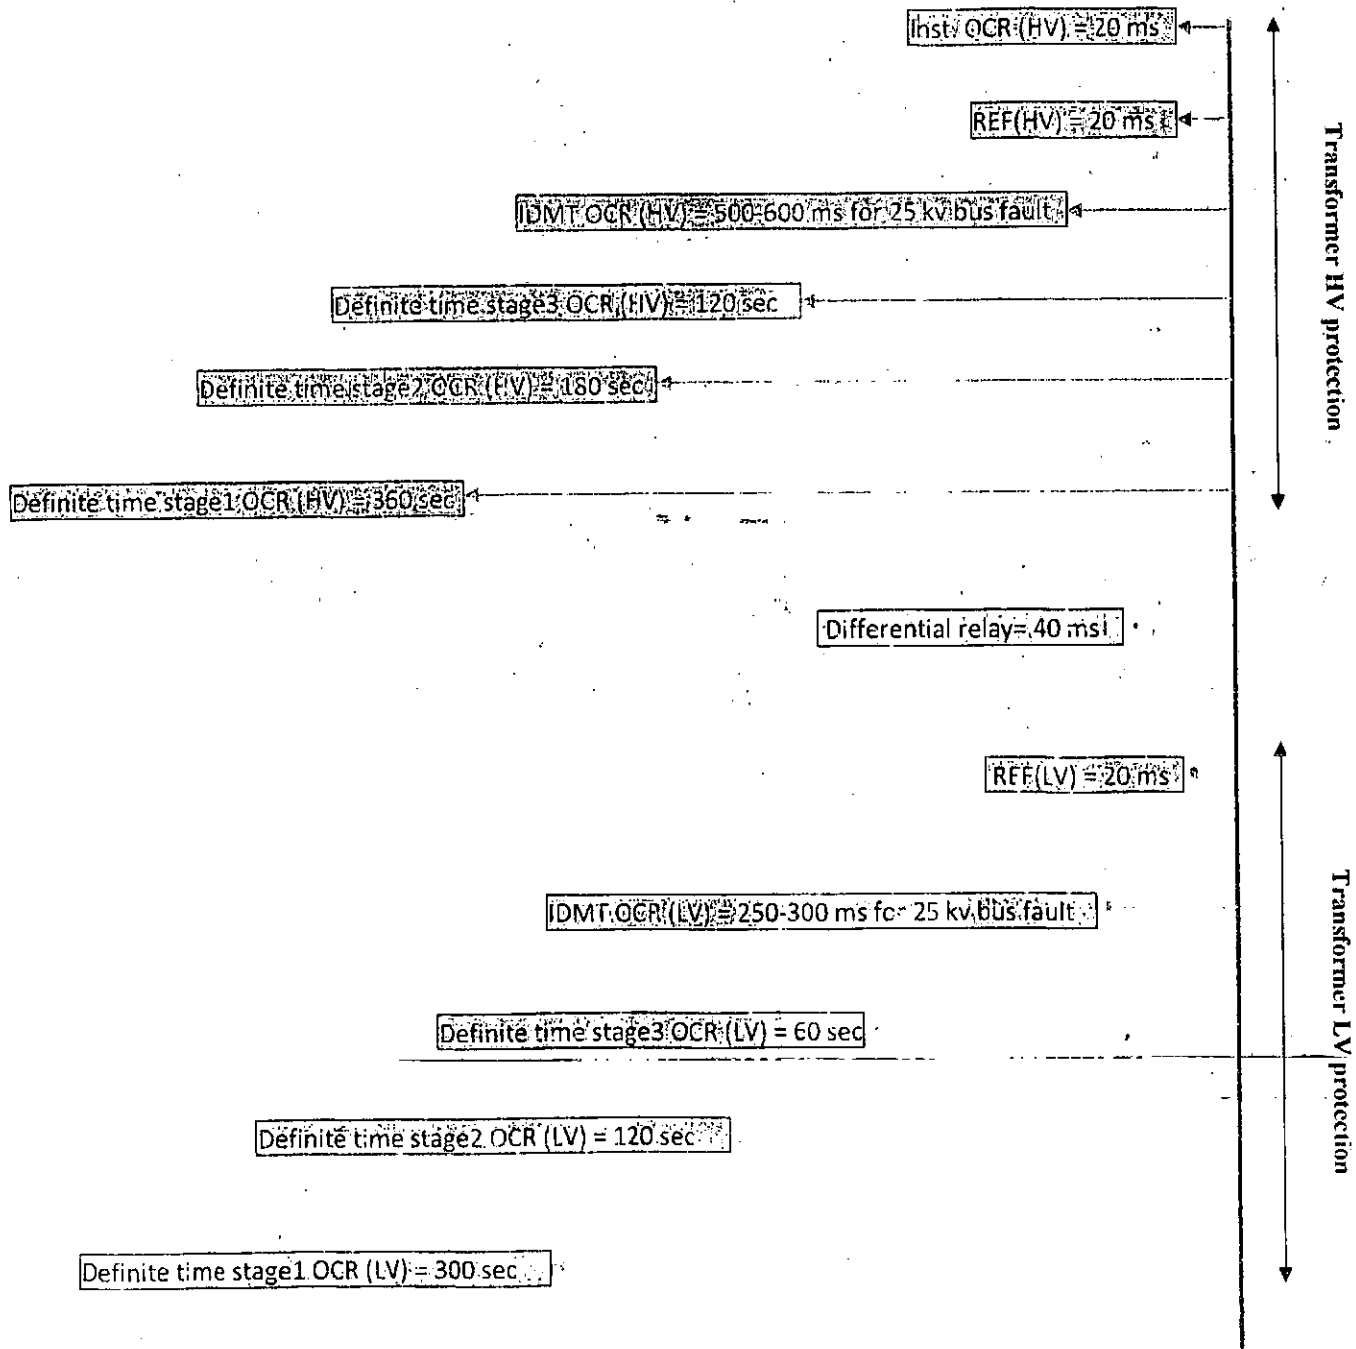 Inst. OCR (HV) = 20 ms
REF(HV) = 20 ms
IDMT OCR (HV) = 500-600 ms for 25 kv bus fault
Definite time stage3 OCR (HV) = 120 sec
Definite time stage2 OCR (HV) = 180 sec
Definite time stage1 OCR (HV) = 360 sec
Transformer HV protection
Differential relay= 40 ms
REF(LV) = 20 ms
IDMT OCR (LV) = 250-300 ms for 25 kv bus fault
Definite time stage3 OCR (LV) = 60 sec
Definite time stage2 OCR (LV) = 120 sec
Definite time stage1 OCR (LV) = 300 sec
Transformer LV protection